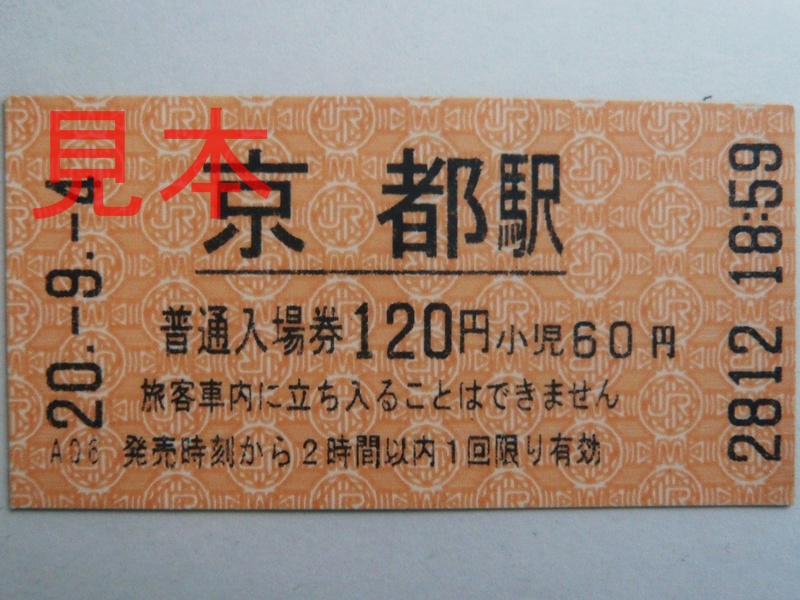 見本
京都駅
普通入場券120円小児60円
旅客車内に立ち入ることはできません
発売時刻から2時間以内1回限り有効
20.-9.-4
A06
2812 18:59